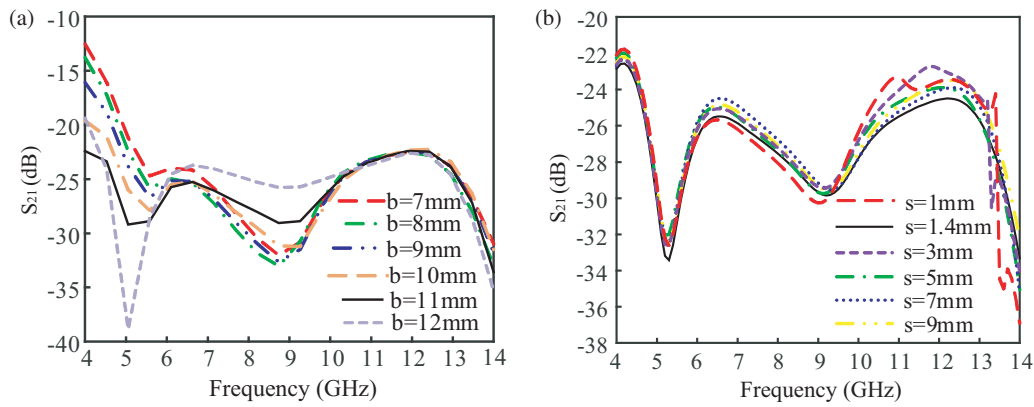 (a)
-10
-15
-20
-25
-30
-35
-40
S21 (dB)
4 5 6 7 8 9 10 11 12 13 14
Frequency (GHz)
b=7mm
b=8mm
b=9mm
b=10mm
b=11mm
b=12mm
(b)
-20
-22
-24
-26
-28
-30
-32
-34
-36
-38
S21 (dB)
4 5 6 7 8 9 10 11 12 13 14
Frequency (GHz)
s=1mm
s=1.4mm
s=3mm
s=5mm
s=7mm
s=9mm